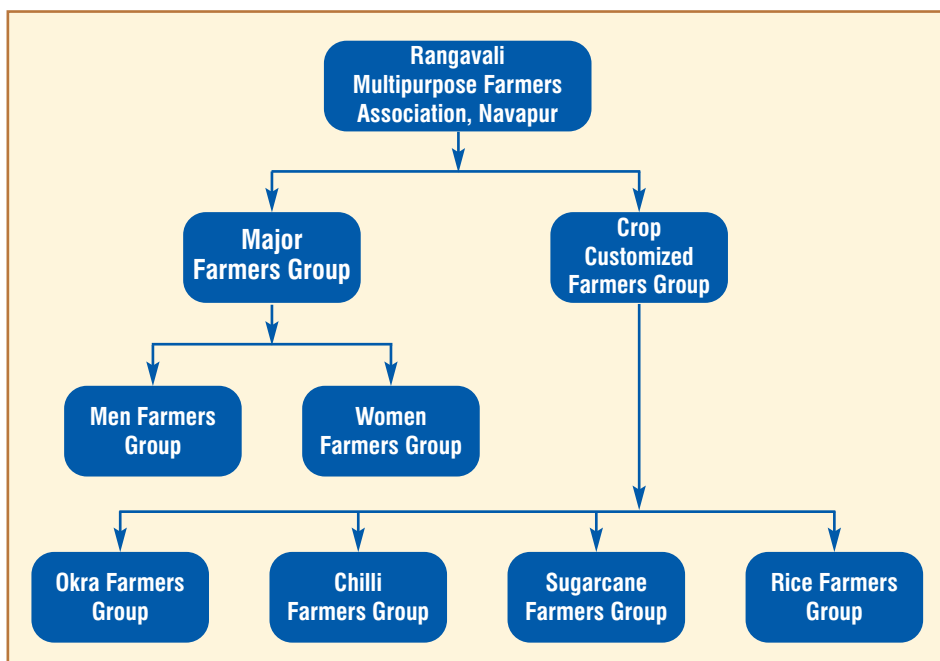 Rangavali
Multipurpose Farmers
Association, Navapur
Major
Farmers Group
Crop
Customized
Farmers Group
Men Farmers
Group
Women
Farmers Group
Okra Farmers
Group
Chilli
Farmers Group
Sugarcane
Farmers Group
Rice Farmers
Group